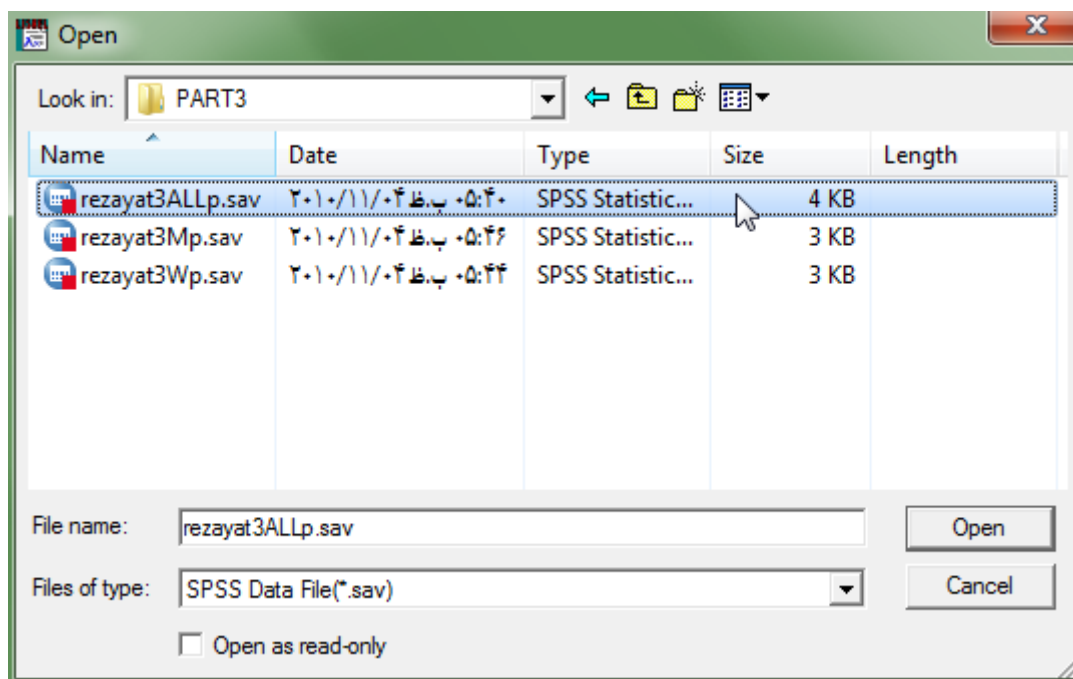 Open
Look in: PART3
Name Date Type Size Length
rezayat3ALLp.sav ۲۰۱۰/۱۱/۰۴ ب.ظ ۰۵:۴۰ SPSS Statistic... 4 KB
rezayat3Mp.sav ۲۰۱۰/۱۱/۰۴ ب.ظ ۰۵:۴۶ SPSS Statistic... 3 KB
rezayat3Wp.sav ۲۰۱۰/۱۱/۰۴ ب.ظ ۰۵:۴۴ SPSS Statistic... 3 KB
File name: rezayat3ALLp.sav Open
Files of type: SPSS Data File(*.sav) Cancel
Open as read-only